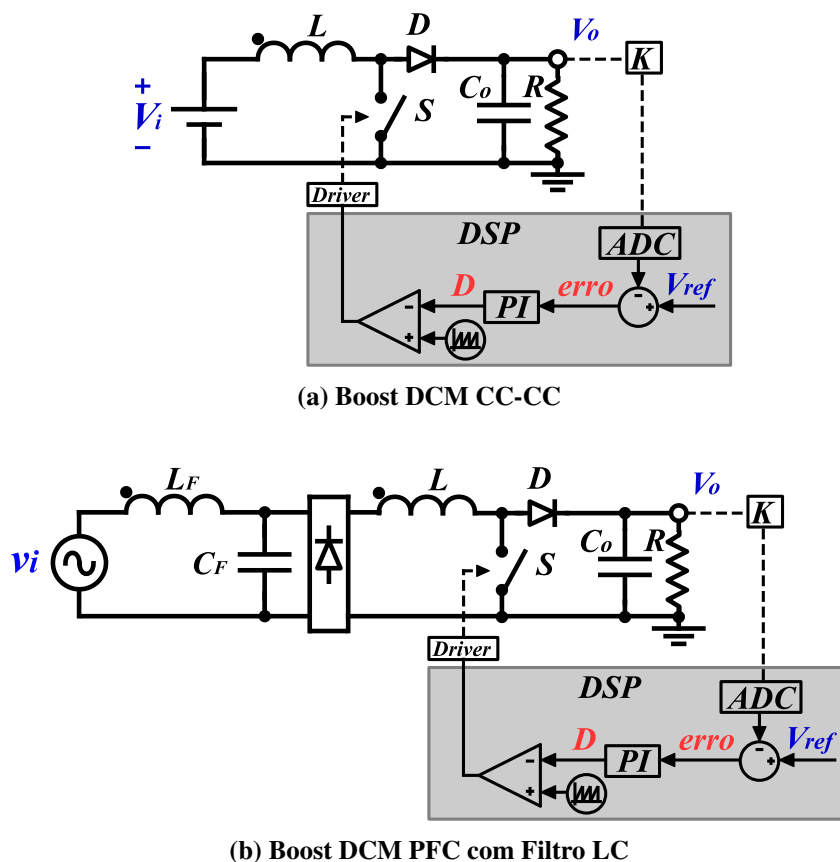 L
D
Vo
K
+
Vi
−
S
Co
R
Driver
DSP
ADC
D
erro
Vref
PI
-
+
-
+
(a) Boost DCM CC-CC
LF
L
D
Vo
K
vi
CF
S
Co
R
Driver
DSP
ADC
D
erro
Vref
PI
-
+
-
+
(b) Boost DCM PFC com Filtro LC